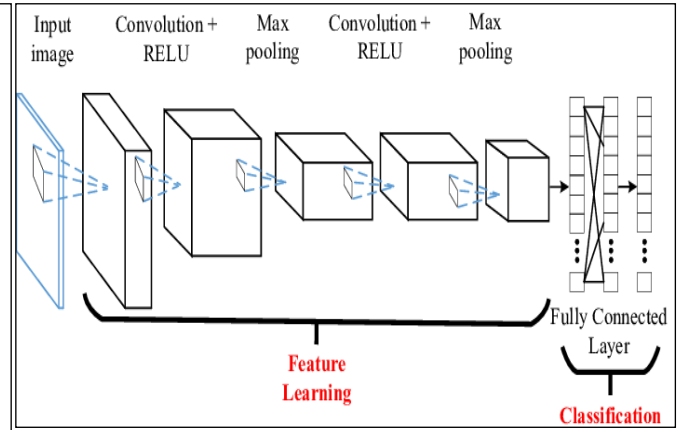 Input
image
Convolution +
RELU
Max
pooling
Convolution +
RELU
Max
pooling
Fully Connected
Layer
Feature
Learning
Classification